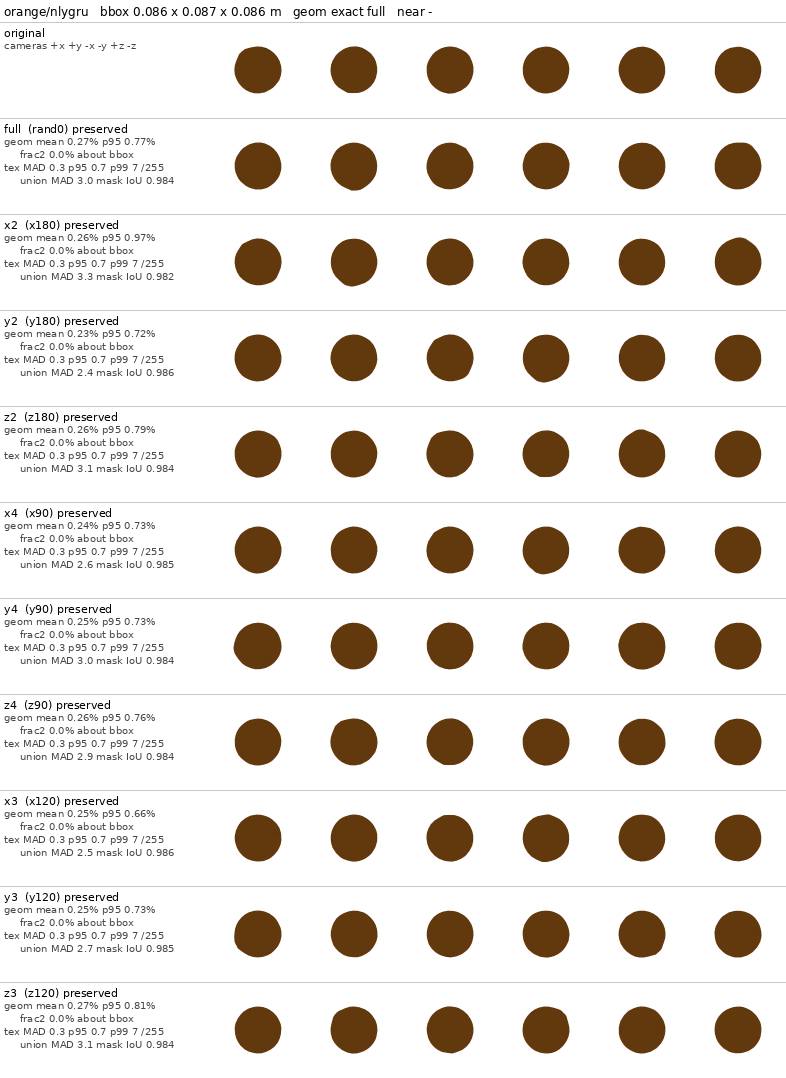 orange/nlygru bbox 0.086 x 0.087 x 0.086 m geom exact full near -
original
cameras +x +y -x -y +z -z
full (rand0) preserved
geom mean 0.27% p95 0.77%
frac2 0.0% about bbox
tex MAD 0.3 p95 0.7 p99 7 /255
union MAD 3.0 mask IoU 0.984
x2 (x180) preserved
geom mean 0.26% p95 0.97%
frac2 0.0% about bbox
tex MAD 0.3 p95 0.7 p99 7 /255
union MAD 3.3 mask IoU 0.982
y2 (y180) preserved
geom mean 0.23% p95 0.72%
frac2 0.0% about bbox
tex MAD 0.3 p95 0.7 p99 7 /255
union MAD 2.4 mask IoU 0.986
z2 (z180) preserved
geom mean 0.26% p95 0.79%
frac2 0.0% about bbox
tex MAD 0.3 p95 0.7 p99 7 /255
union MAD 3.1 mask IoU 0.984
x4 (x90) preserved
geom mean 0.24% p95 0.73%
frac2 0.0% about bbox
tex MAD 0.3 p95 0.7 p99 7 /255
union MAD 2.6 mask IoU 0.985
y4 (y90) preserved
geom mean 0.25% p95 0.73%
frac2 0.0% about bbox
tex MAD 0.3 p95 0.7 p99 7 /255
union MAD 3.0 mask IoU 0.984
z4 (z90) preserved
geom mean 0.26% p95 0.76%
frac2 0.0% about bbox
tex MAD 0.3 p95 0.7 p99 7 /255
union MAD 2.9 mask IoU 0.984
x3 (x120) preserved
geom mean 0.25% p95 0.66%
frac2 0.0% about bbox
tex MAD 0.3 p95 0.7 p99 7 /255
union MAD 2.5 mask IoU 0.986
y3 (y120) preserved
geom mean 0.25% p95 0.73%
frac2 0.0% about bbox
tex MAD 0.3 p95 0.7 p99 7 /255
union MAD 2.7 mask IoU 0.985
z3 (z120) preserved
geom mean 0.27% p95 0.81%
frac2 0.0% about bbox
tex MAD 0.3 p95 0.7 p99 7 /255
union MAD 3.1 mask IoU 0.984